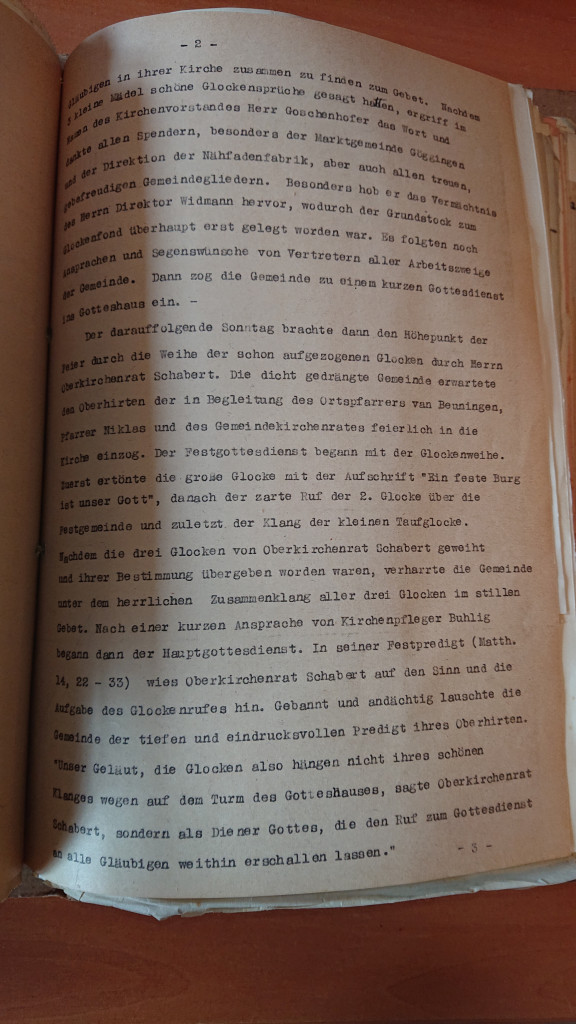 - 2 -
Gläubigen in ihrer Kirche zusammen zu finden zum Gebet. Nachdem
3 kleine Mädel schöne Glockensprüche gesagt hatten, ergriff im
Namen des Kirchenvorstandes Herr Goschenhofer das Wort und
dankte allen Spendern, besonders der Marktgemeinde Göggingen
und der Direktion der Nähfadenfabrik, aber auch allen treuen,
gebefreudigen Gemeindegliedern. Besonders hob er das Vermächtnis
des Herrn Direktor Widmann hervor, wodurch der Grundstock zum
Glockenfond überhaupt erst gelegt worden war. Es folgten noch
Ansprachen und Segenswünsche von Vertretern aller Arbeitszweige
der Gemeinde. Dann zog die Gemeinde zu einem kurzen Gottesdienst
ins Gotteshaus ein. -
Der darauffolgende Sonntag brachte dann den Höhepunkt der
Feier durch die Weihe der schon aufgezogenen Glocken durch Herrn
Oberkirchenrat Schabert. Die dicht gedrängte Gemeinde erwartete
den Oberhirten der in Begleitung des Ortspfarrers van Beuningen,
Pfarrer Niklas und des Gemeindekirchenrates feierlich in die
Kirche einzog. Der Festgottesdienst begann mit der Glockenweihe.
Zuerst ertönte die große Glocke mit der Aufschrift "Ein feste Burg
ist unser Gott", danach der zarte Ruf der 2. Glocke über die
Festgemeinde und zuletzt der Klang der kleinen Taufglocke.
Nachdem die drei Glocken von Oberkirchenrat Schabert geweiht
und ihrer Bestimmung übergeben worden waren, verharrte die Gemeinde
unter dem herrlichen Zusammenklang aller drei Glocken im stillen
Gebet. Nach einer kurzen Ansprache von Kirchenpfleger Buhlig
begann dann der Hauptgottesdienst. In seiner Festpredigt (Matth.
14, 22 - 33) wies Oberkirchenrat Schabert auf den Sinn und die
Aufgabe des Glockenrufes hin. Gebannt und andächtig lauschte die
Gemeinde der tiefen und eindrucksvollen Predigt ihres Oberhirten.
"Unser Geläut, die Glocken also hängen nicht ihres schönen
Klanges wegen auf dem Turm des Gotteshauses, sagte Oberkirchenrat
Schabert, sondern als Diener Gottes, die den Ruf zum Gottesdienst
an alle Gläubigen weithin erschallen lassen."
- 3 -